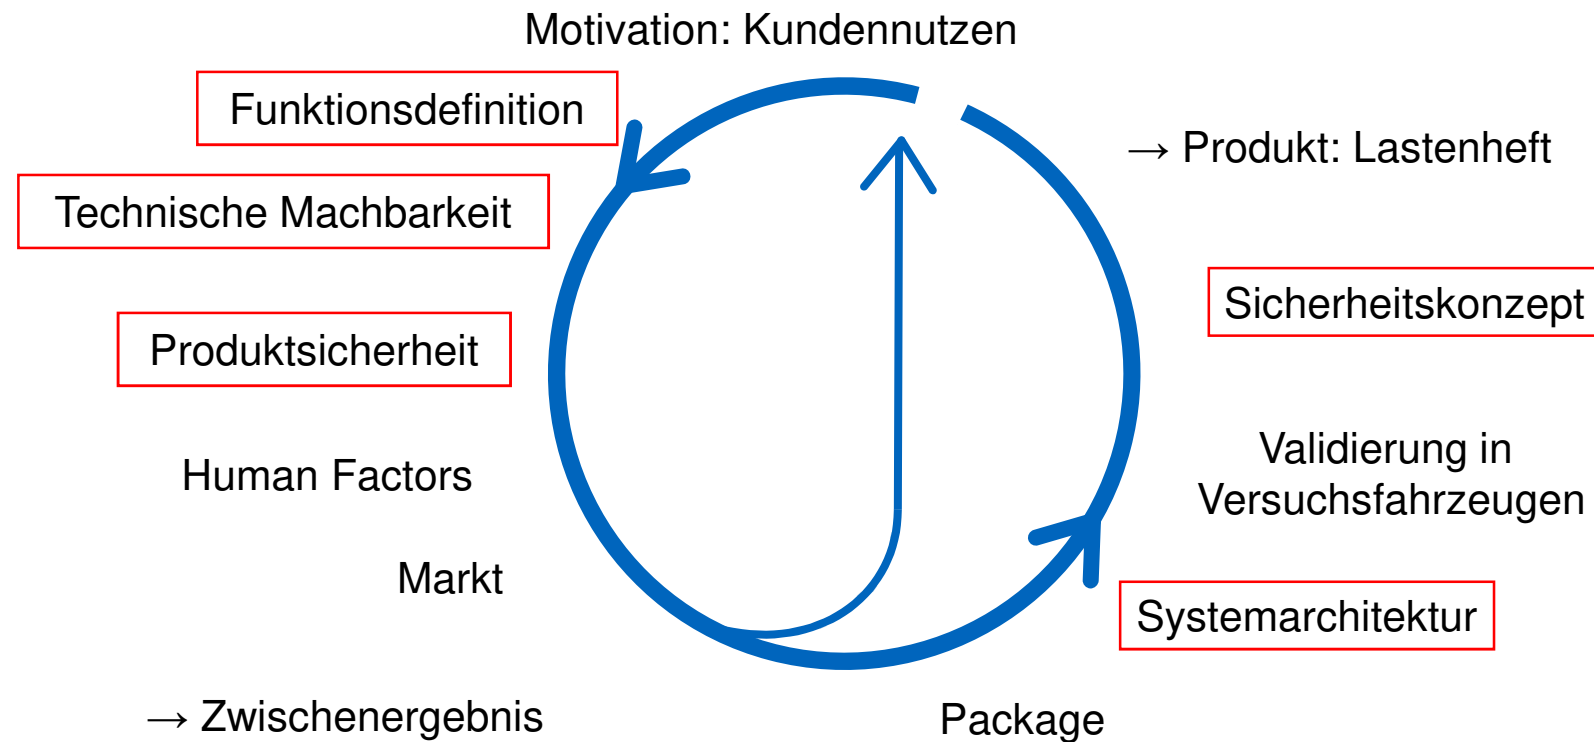 Motivation: Kundennutzen
Funktionsdefinition
Technische Machbarkeit
Produktsicherheit
Human Factors
Markt
→ Zwischenergebnis
Package
Systemarchitektur
Validierung in
Versuchsfahrzeugen
Sicherheitskonzept
→ Produkt: Lastenheft